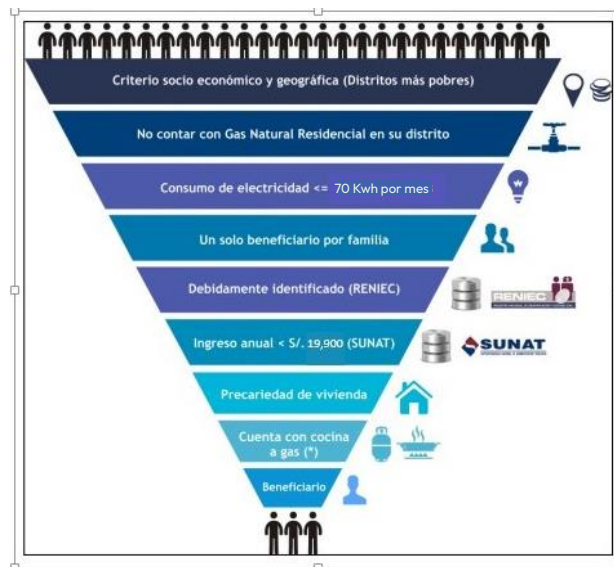 Criterio socio económico y geográfica (Distritos más pobres)
No contar con Gas Natural Residencial en su distrito
Consumo de electricidad <= 70 Kwh por mes
Un solo beneficiario por familia
Debidamente identificado (RENIEC)
RENIEC
Ingreso anual < S/. 19,900 (SUNAT)
SUNAT
Precariedad de vivienda
Cuenta con cocina
a gas (*)
Beneficiario